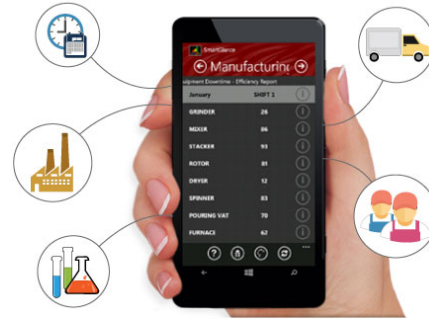 SmartGlance
Manufacturing
uipment Downtime - Efficiency Report
January SHIFT 1
GRINDER 26
MIXER 86
STACKER 93
ROTOR 81
DRYER 12
SPINNER 83
POURING VAT 70
FURNACE 62